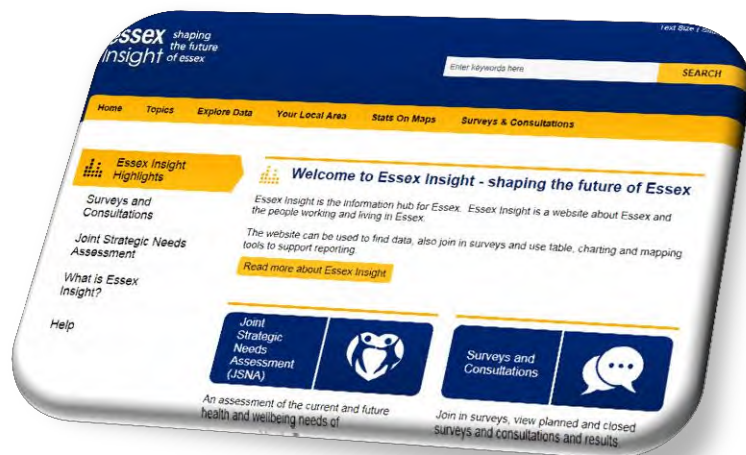 essex shaping
insight the future
of essex
Text Size
Enter keywords here
SEARCH
Home Topics Explore Data Your Local Area Stats On Maps Surveys & Consultations
Essex Insight
Highlights
Surveys and
Consultations
Joint Strategic Needs
Assessment
What is Essex
Insight?
Help
Welcome to Essex Insight - shaping the future of Essex
Essex Insight is the information hub for Essex. Essex Insight is a website about Essex and
the people working and living in Essex.
The website can be used to find data, also join in surveys and use table, charting and mapping
tools to support reporting.
Read more about Essex Insight
Joint
Strategic
Needs
Assessment
(JSNA)
An assessment of the current and future
health and wellbeing needs of
Surveys and
Consultations
Join in surveys, view planned and closed
surveys and consultations and results.